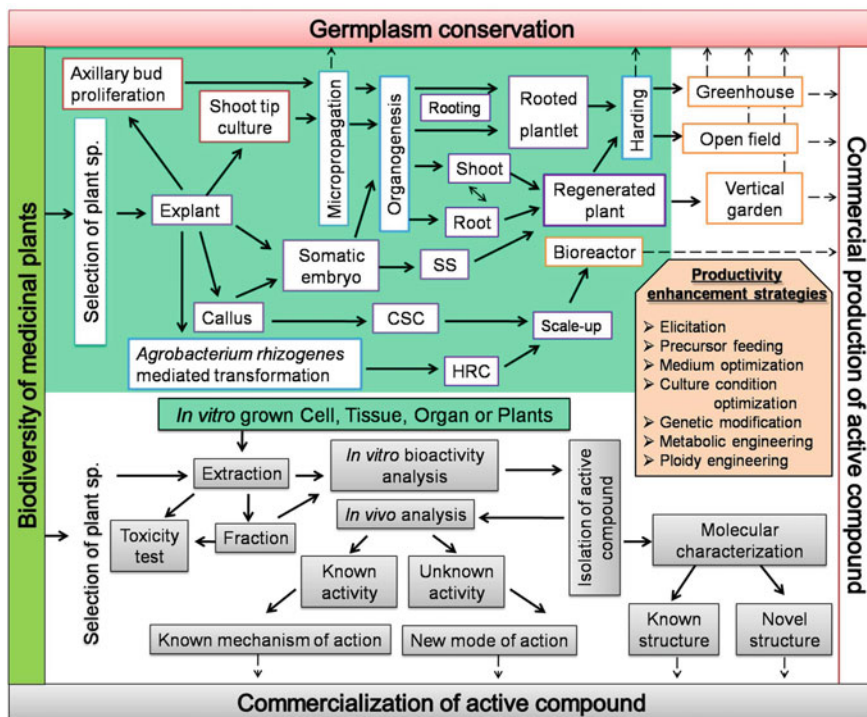 Germplasm conservation
Biodiversity of medicinal plants
Commercial production of active compound
Selection of plant sp.
Axillary bud
proliferation
Shoot tip
culture
Explant
Callus
Somatic
embryo
Agrobacterium rhizogenes
mediated transformation
Micropropagation
Organogenesis
Rooting
Rooted
plantlet
Shoot
Root
SS
CSC
HRC
Regenerated
plant
Harding
Scale-up
Bioreactor
Greenhouse
Open field
Vertical
garden
Productivity
enhancement strategies
➢ Elicitation
➢ Precursor feeding
➢ Medium optimization
➢ Culture condition
optimization
➢ Genetic modification
➢ Metabolic engineering
➢ Ploidy engineering
In vitro grown Cell, Tissue, Organ or Plants
Selection of plant sp.
Extraction
Toxicity
test
Fraction
In vitro bioactivity
analysis
In vivo analysis
Known
activity
Unknown
activity
Known mechanism of action
New mode of action
Isolation of active
compound
Molecular
characterization
Known
structure
Novel
structure
Commercialization of active compound